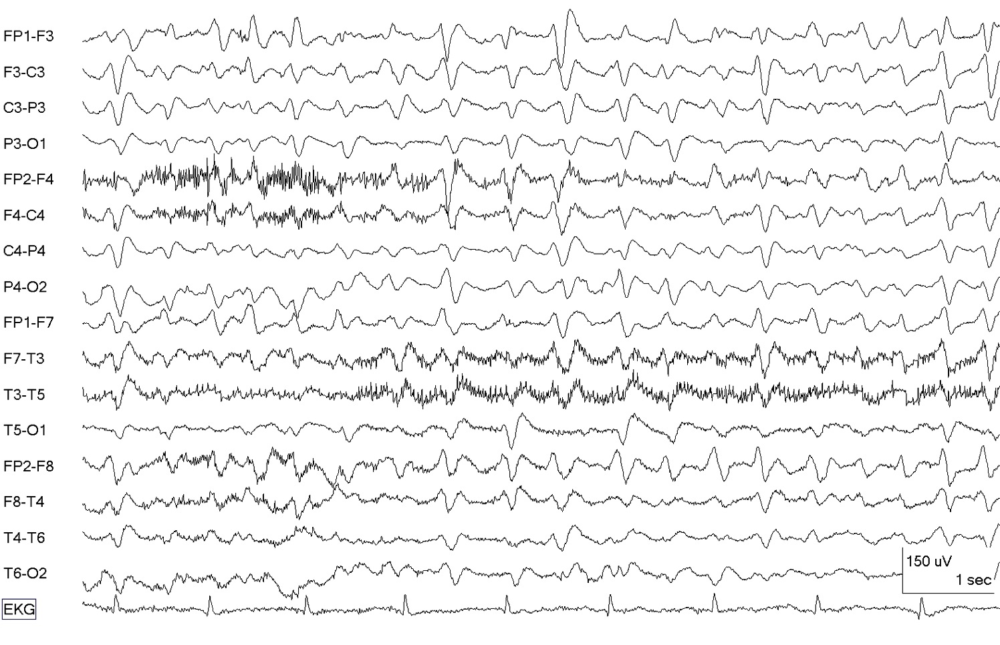 FP1-F3
F3-C3
C3-P3
P3-O1
FP2-F4
F4-C4
C4-P4
P4-O2
FP1-F7
F7-T3
T3-T5
T5-O1
FP2-F8
F8-T4
T4-T6
T6-O2
150 uV
1 sec
EKG